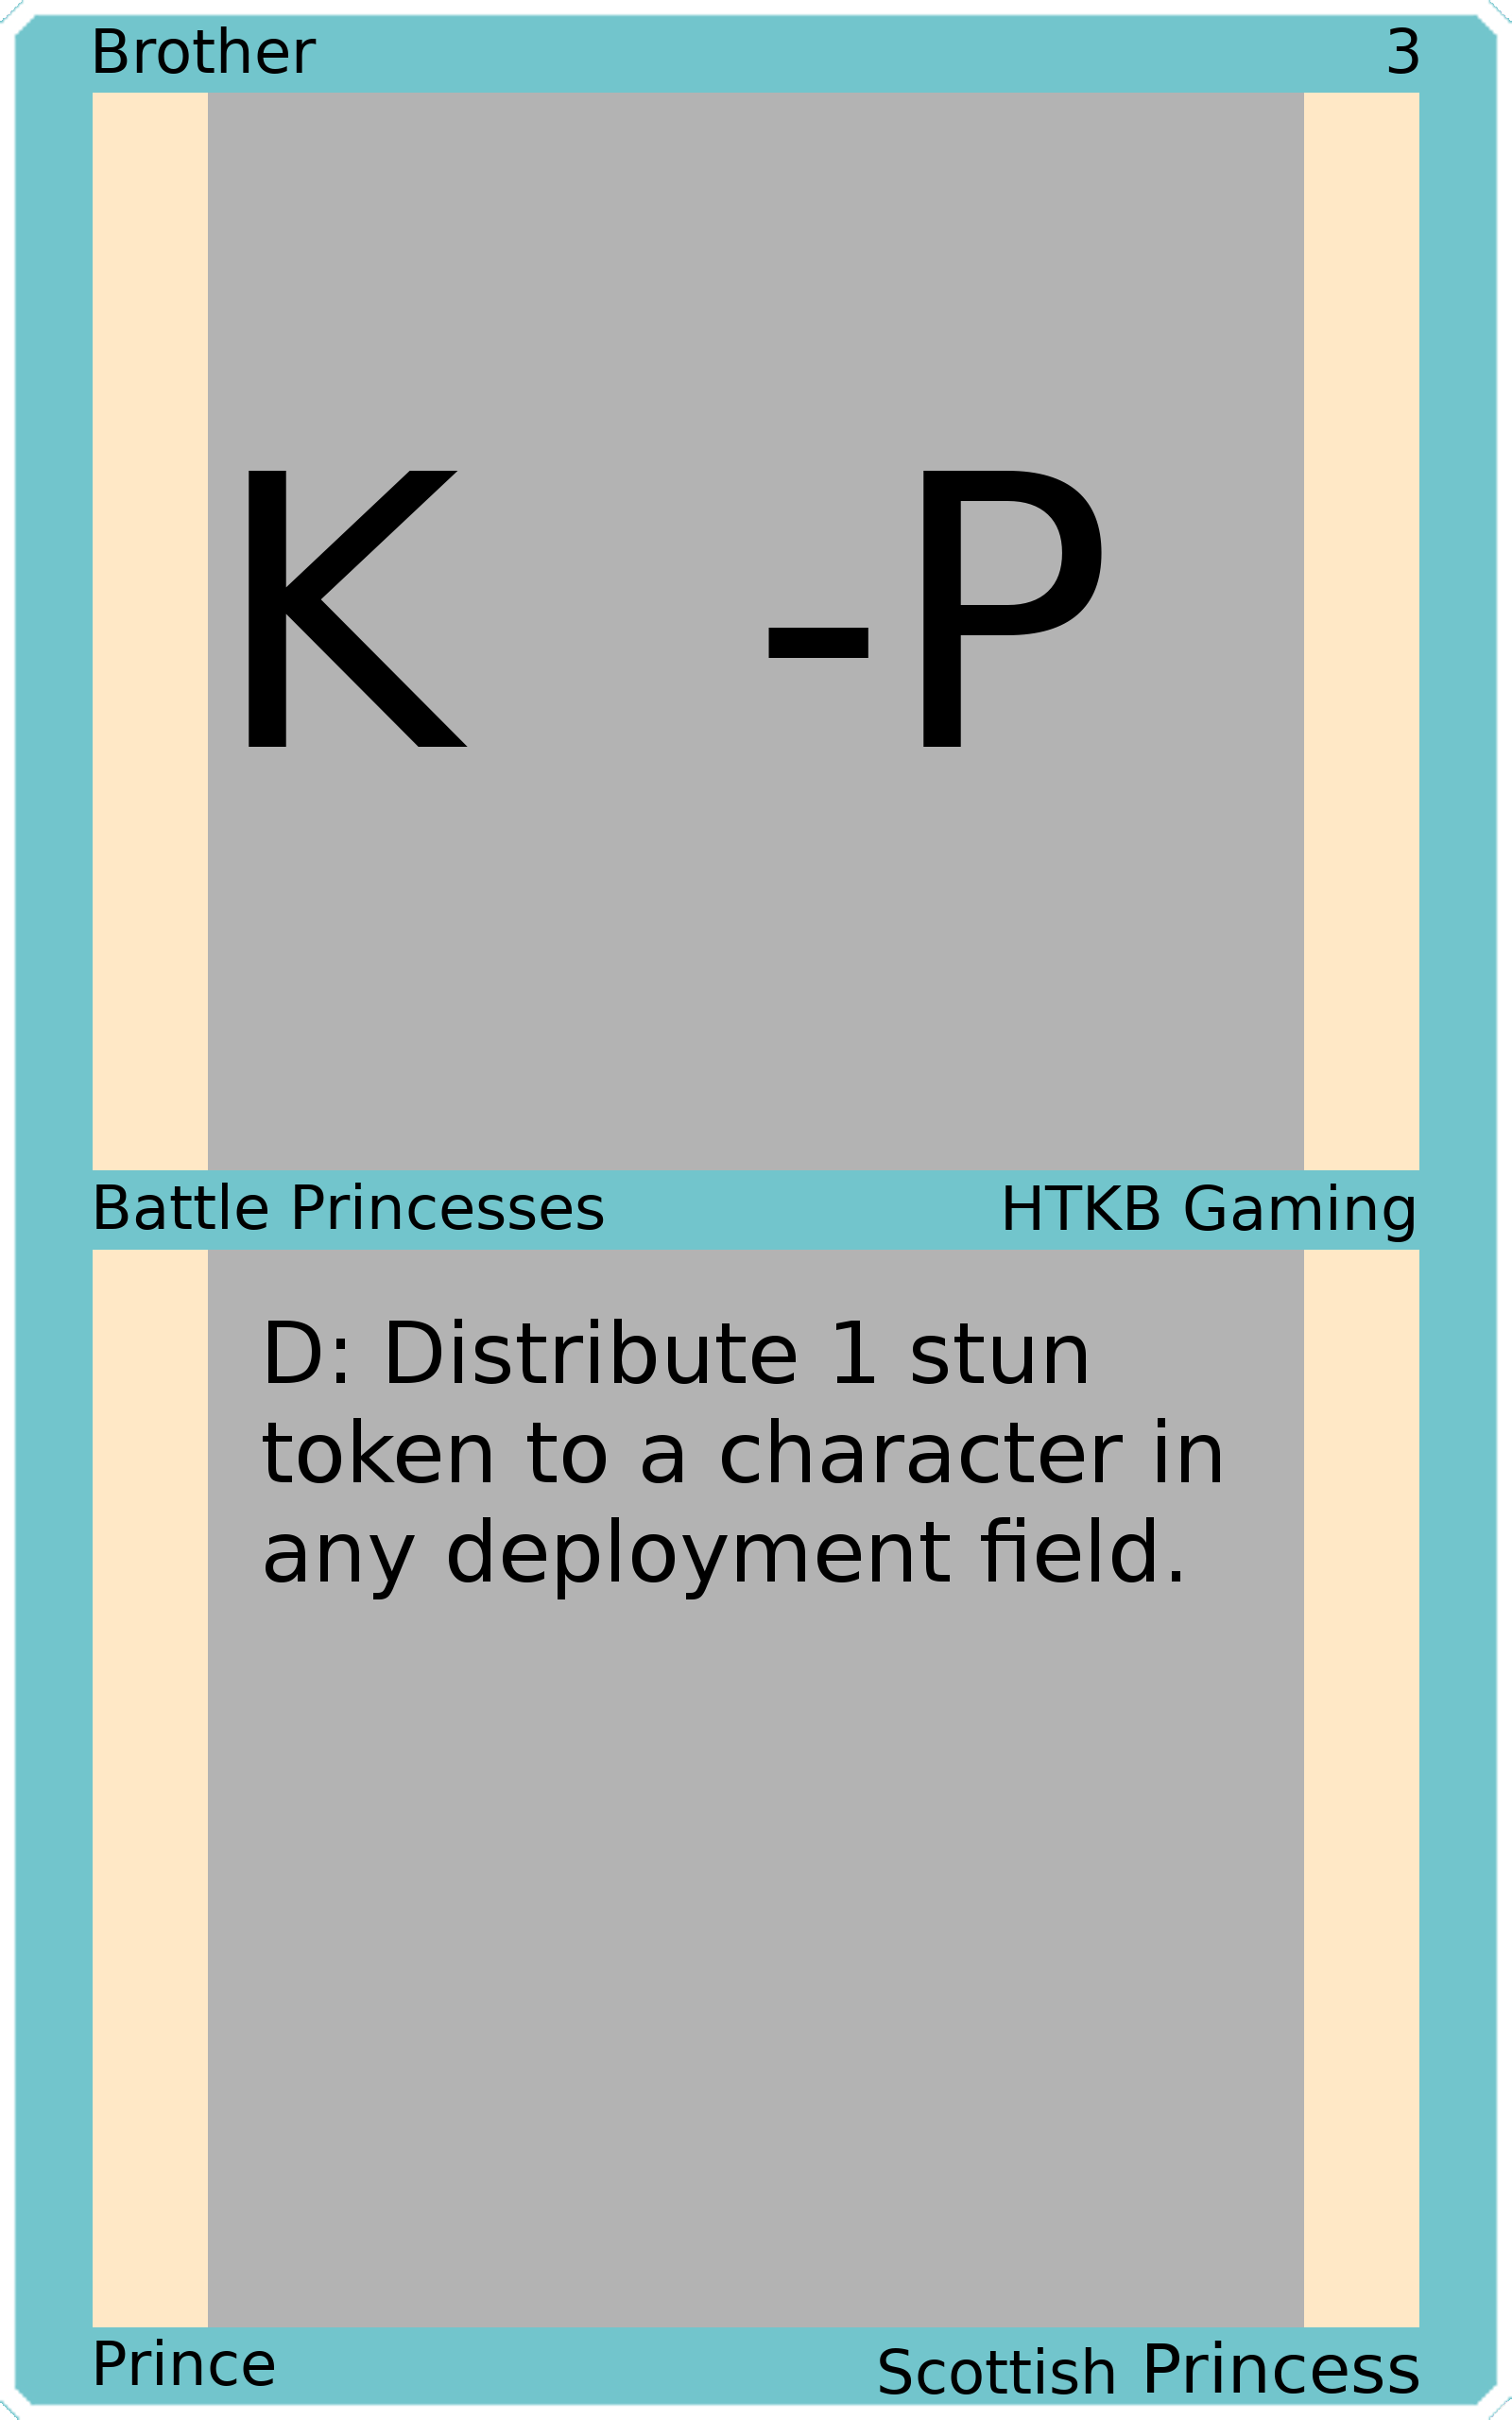 Brother 3
K -P
Battle Princesses HTKB Gaming
D: Distribute 1 stun
token to a character in
any deployment field.
Prince Scottish Princess